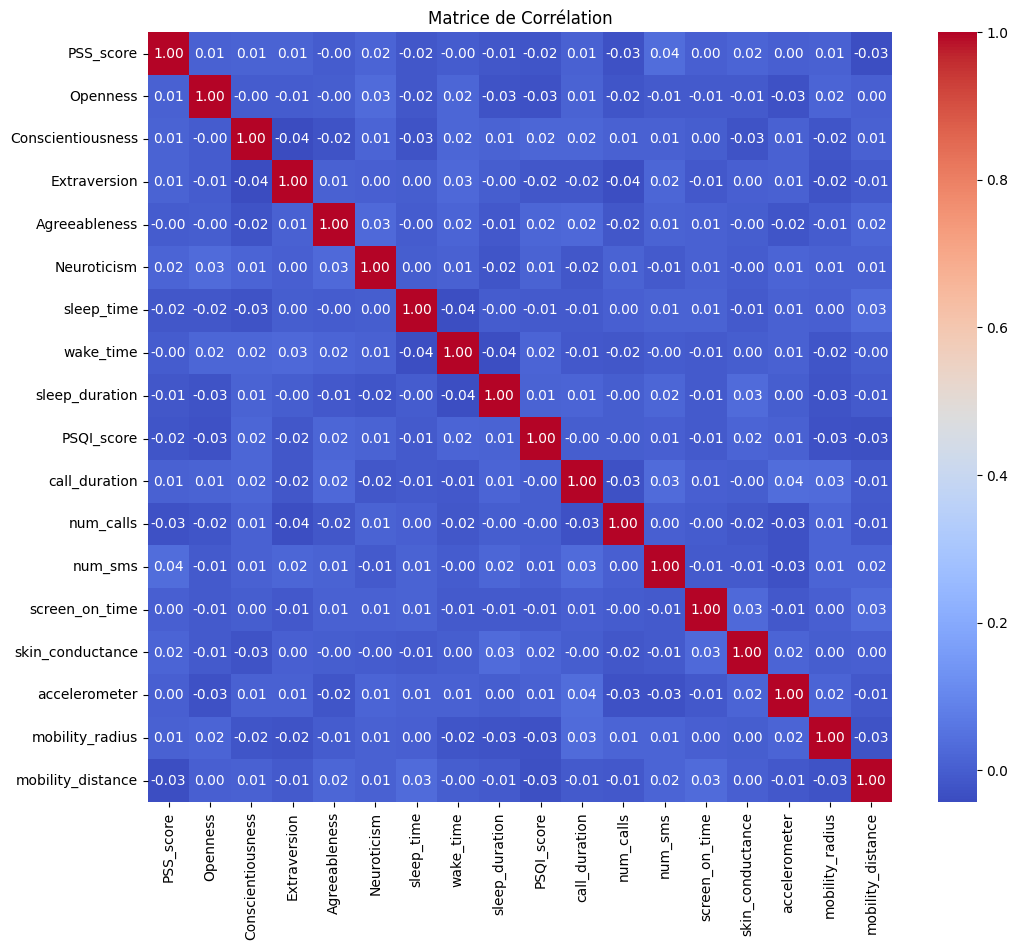 Matrice de Corrélation
PSS_score 1.00 0.01 0.01 0.01 -0.00 0.02 -0.02 -0.00 -0.01 -0.02 0.01 -0.03 0.04 0.00 0.02 0.00 0.01 -0.03
Openness 0.01 1.00 -0.00 -0.01 -0.00 0.03 -0.02 0.02 -0.03 -0.03 0.01 -0.02 -0.01 -0.01 -0.01 -0.03 0.02 0.00
Conscientiousness 0.01 -0.00 1.00 -0.04 -0.02 0.01 -0.03 0.02 0.01 0.02 0.02 0.01 0.01 0.00 -0.03 0.01 -0.02 0.01
Extraversion 0.01 -0.01 -0.04 1.00 0.01 0.00 0.00 0.03 -0.00 -0.02 -0.02 -0.04 0.02 -0.01 0.00 0.01 -0.02 -0.01
Agreeableness -0.00 -0.00 -0.02 0.01 1.00 0.03 -0.00 0.02 -0.01 0.02 0.02 -0.02 0.01 0.01 -0.00 -0.02 -0.01 0.02
Neuroticism 0.02 0.03 0.01 0.00 0.03 1.00 0.00 0.01 -0.02 0.01 -0.02 0.01 -0.01 0.01 -0.00 0.01 0.01 0.01
sleep_time -0.02 -0.02 -0.03 0.00 -0.00 0.00 1.00 -0.04 -0.00 -0.01 -0.01 0.00 0.01 0.01 -0.01 0.01 0.00 0.03
wake_time -0.00 0.02 0.02 0.03 0.02 0.01 -0.04 1.00 -0.04 0.02 -0.01 -0.02 -0.00 -0.01 0.00 0.01 -0.02 -0.00
sleep_duration -0.01 -0.03 0.01 -0.00 -0.01 -0.02 -0.00 -0.04 1.00 0.01 0.01 -0.00 0.02 -0.01 0.03 0.00 -0.03 -0.01
PSQI_score -0.02 -0.03 0.02 -0.02 0.02 0.01 -0.01 0.02 0.01 1.00 -0.00 -0.00 0.01 -0.01 0.02 0.01 -0.03 -0.03
call_duration 0.01 0.01 0.02 -0.02 0.02 -0.02 -0.01 -0.01 0.01 -0.00 1.00 -0.03 0.03 0.01 -0.00 0.04 0.03 -0.01
num_calls -0.03 -0.02 0.01 -0.04 -0.02 0.01 0.00 -0.02 -0.00 -0.00 -0.03 1.00 0.00 -0.00 -0.02 -0.03 0.01 -0.01
num_sms 0.04 -0.01 0.01 0.02 0.01 -0.01 0.01 -0.00 0.02 0.01 0.03 0.00 1.00 -0.01 -0.01 -0.03 0.01 0.02
screen_on_time 0.00 -0.01 0.00 -0.01 0.01 0.01 0.01 -0.01 -0.01 -0.01 0.01 -0.00 -0.01 1.00 0.03 -0.01 0.00 0.03
skin_conductance 0.02 -0.01 -0.03 0.00 -0.00 -0.00 -0.01 0.00 0.03 0.02 -0.00 -0.02 -0.01 0.03 1.00 0.02 0.00 0.00
accelerometer 0.00 -0.03 0.01 0.01 -0.02 0.01 0.01 0.01 0.00 0.01 0.04 -0.03 -0.03 -0.01 0.02 1.00 0.02 -0.01
mobility_radius 0.01 0.02 -0.02 -0.02 -0.01 0.01 0.00 -0.02 -0.03 -0.03 0.03 0.01 0.01 0.00 0.00 0.02 1.00 -0.03
mobility_distance -0.03 0.00 0.01 -0.01 0.02 0.01 0.03 -0.00 -0.01 -0.03 -0.01 -0.01 0.02 0.03 0.00 -0.01 -0.03 1.00
PSS_score
Openness
Conscientiousness
Extraversion
Agreeableness
Neuroticism
sleep_time
wake_time
sleep_duration
PSQI_score
call_duration
num_calls
num_sms
screen_on_time
skin_conductance
accelerometer
mobility_radius
mobility_distance
1.0
0.8
0.6
0.4
0.2
0.0